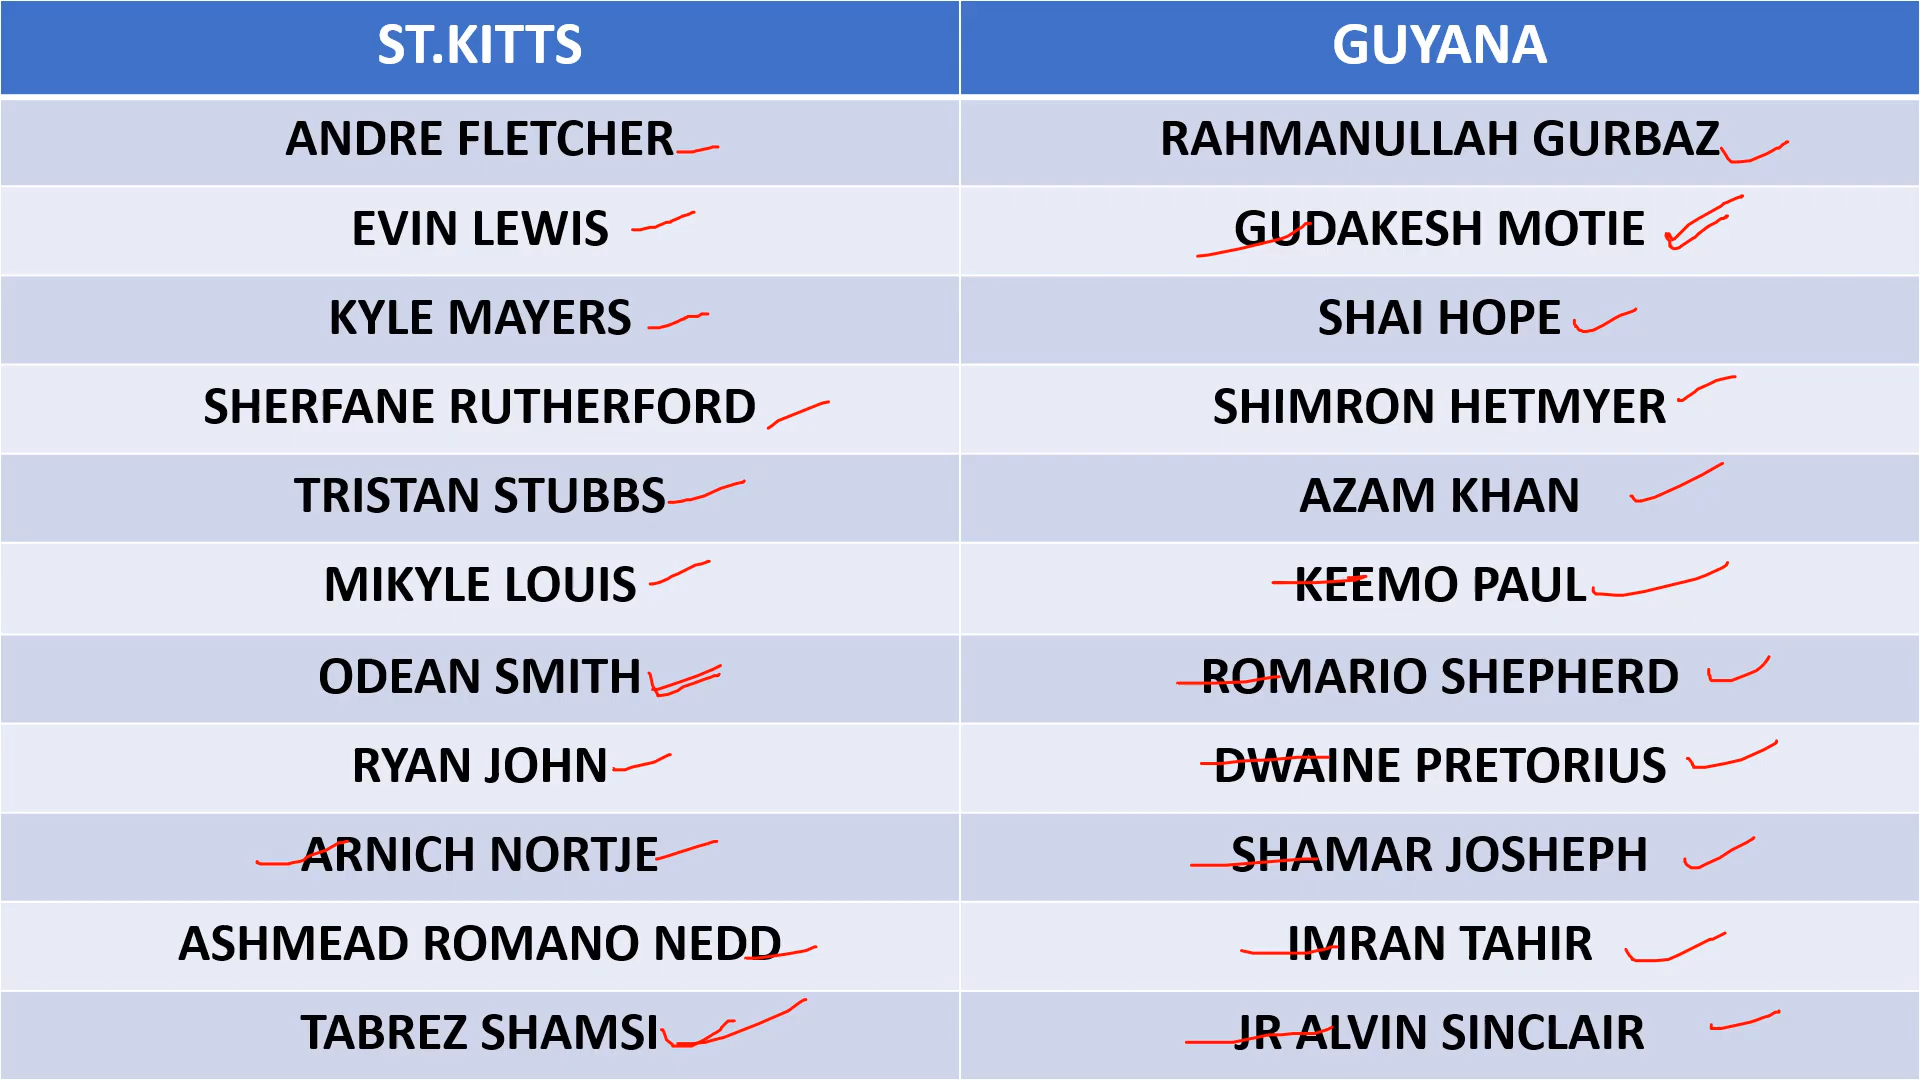 ST.KITTS GUYANA
ANDRE FLETCHER RAHMANULLAH GURBAZ
EVIN LEWIS GUDAKESH MOTIE
KYLE MAYERS SHAI HOPE
SHERFANE RUTHERFORD SHIMRON HETMYER
TRISTAN STUBBS AZAM KHAN
MIKYLE LOUIS KEEMO PAUL
ODEAN SMITH ROMARIO SHEPHERD
RYAN JOHN DWAINE PRETORIUS
ARNICH NORTJE SHAMAR JOSHEPH
ASHMEAD ROMANO NEDD IMRAN TAHIR
TABREZ SHAMSI JR ALVIN SINCLAIR